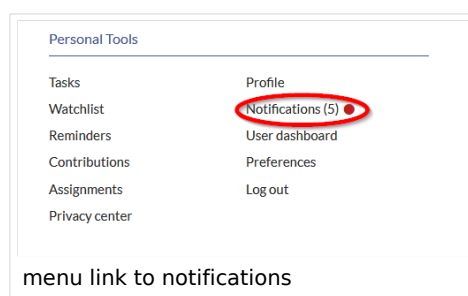 Personal Tools
Tasks
Watchlist
Reminders
Contributions
Assignments
Privacy center
Profile
Notifications (5)
User dashboard
Preferences
Log out
menu link to notifications